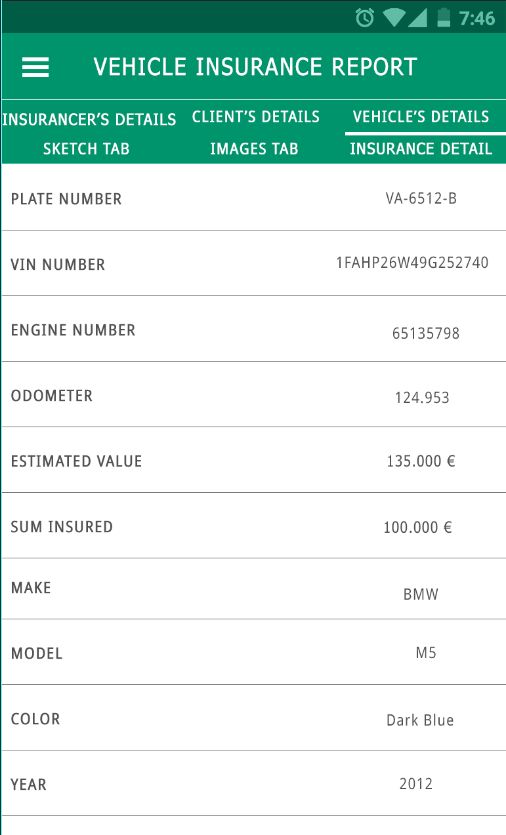 7:46
VEHICLE INSURANCE REPORT
INSURANCER'S DETAILS CLIENT'S DETAILS VEHICLE'S DETAILS
SKETCH TAB IMAGES TAB INSURANCE DETAIL
PLATE NUMBER VA-6512-B
VIN NUMBER 1FAHP26W49G252740
ENGINE NUMBER 65135798
ODOMETER 124.953
ESTIMATED VALUE 135.000 €
SUM INSURED 100.000 €
MAKE BMW
MODEL M5
COLOR Dark Blue
YEAR 2012